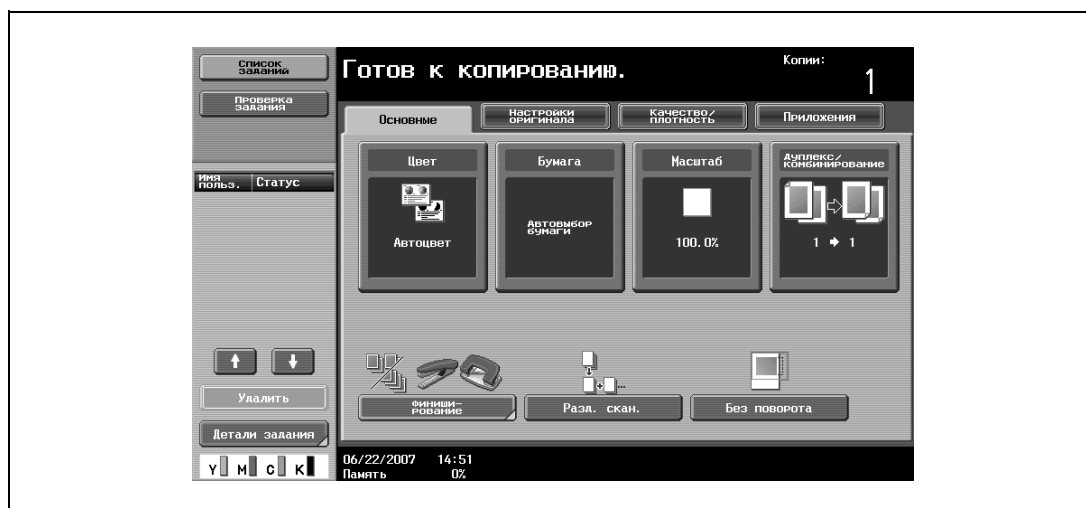 Список
заданий
Проверка
задания
Имя
польз.
Статус
Удалить
Детали задания
Y M C K
Готов к копированию.
Копии:
1
Основные
Настройки
оригинала
Качество/
плотность
Приложения
Цвет
Автоцвет
Бумага
Автовыбор
бумаги
Масштаб
100.0%
Дуплекс/
комбинирование
1 → 1
Финиши-
рование
Разд. скан.
Без поворота
06/22/2007 14:51
Память 0%